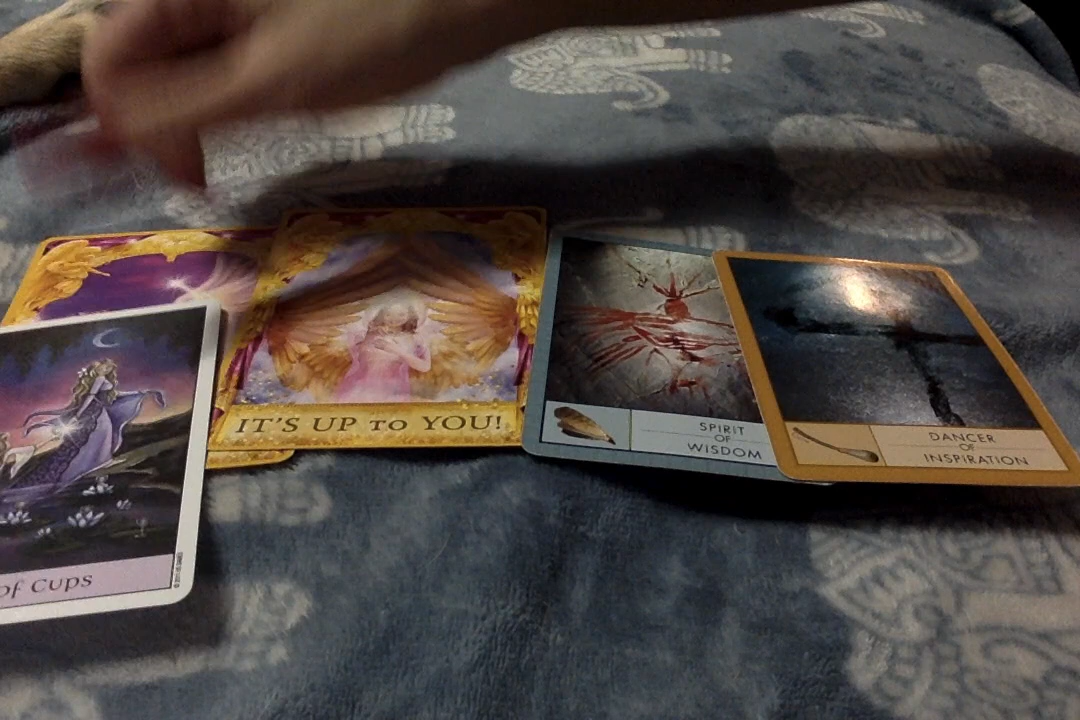 of Cups
IT'S UP TO YOU!
SPIRIT
OF
WISDOM
DANCER
OF
INSPIRATION